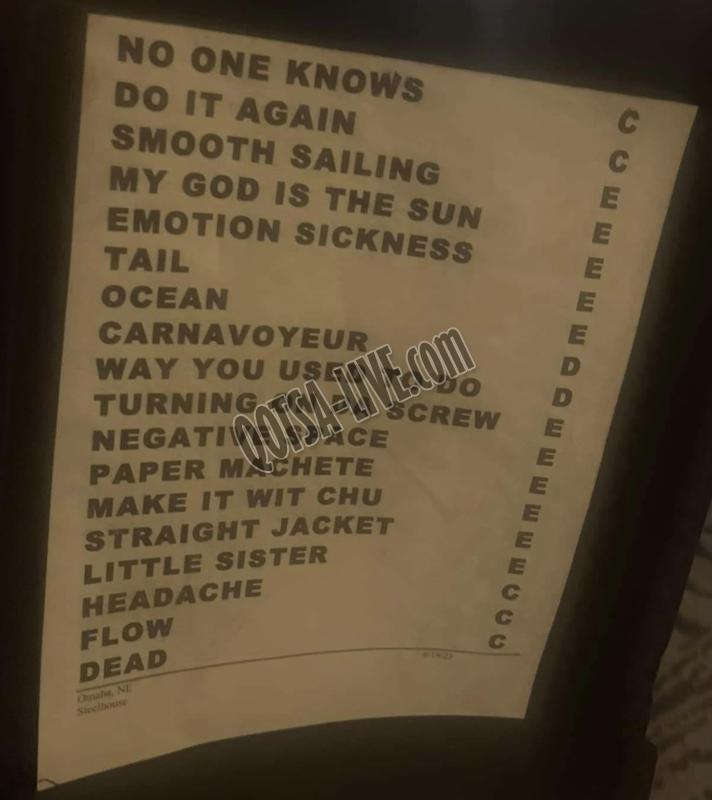 NO ONE KNOWS C
DO IT AGAIN C
SMOOTH SAILING E
MY GOD IS THE SUN E
EMOTION SICKNESS E
TAIL E
OCEAN E
CARNAVOYEUR D
WAY YOU USED TO DO D
TURNING SCREW E
NEGATIVE SPACE E
PAPER MACHETE E
MAKE IT WIT CHU E
STRAIGHT JACKET E
LITTLE SISTER E
HEADACHE C
FLOW C
DEAD C
Omaha, NE
Steelhouse
QOTSA-LIVE.com